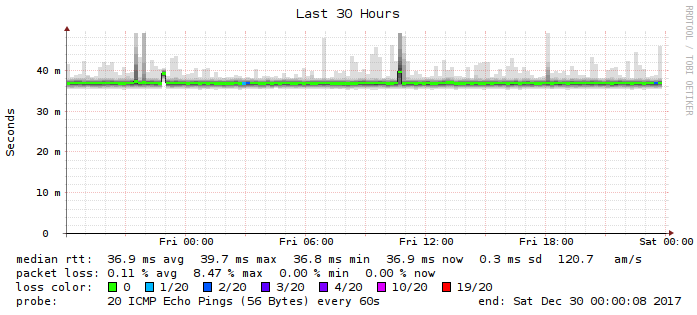 Last 30 Hours
RRDTOOL / TOBI OETIKER
Seconds
40 m
30 m
20 m
10 m
0
Fri 00:00 Fri 06:00 Fri 12:00 Fri 18:00 Sat 00:00
median rtt: 36.9 ms avg 39.7 ms max 36.8 ms min 36.9 ms now 0.3 ms sd 120.7 am/s
packet loss: 0.11 % avg 8.47 % max 0.00 % min 0.00 % now
loss color: 0 1/20 2/20 3/20 4/20 10/20 19/20
probe: 20 ICMP Echo Pings (56 Bytes) every 60s end: Sat Dec 30 00:00:08 2017